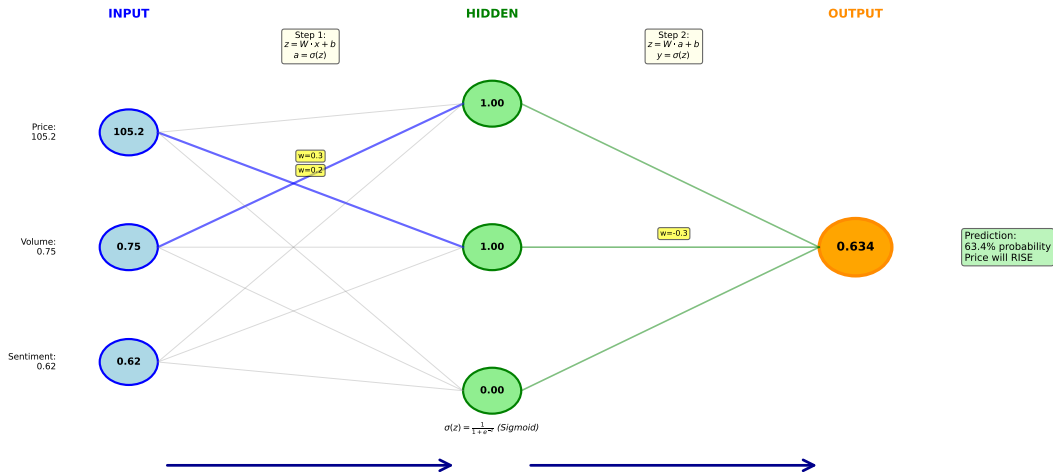 INPUT
HIDDEN
OUTPUT
Step 1:
z = W · x + b
a = σ(z)
Step 2:
z = W · a + b
y = σ(z)
1.00
Price:
105.2
105.2
w=0.3
w=0.2
Volume:
0.75
0.75
1.00
w=-0.3
0.634
Prediction:
63.4% probability
Price will RISE
Sentiment:
0.62
0.62
0.00
σ(z) = 1/(1+e^{-z}) (Sigmoid)